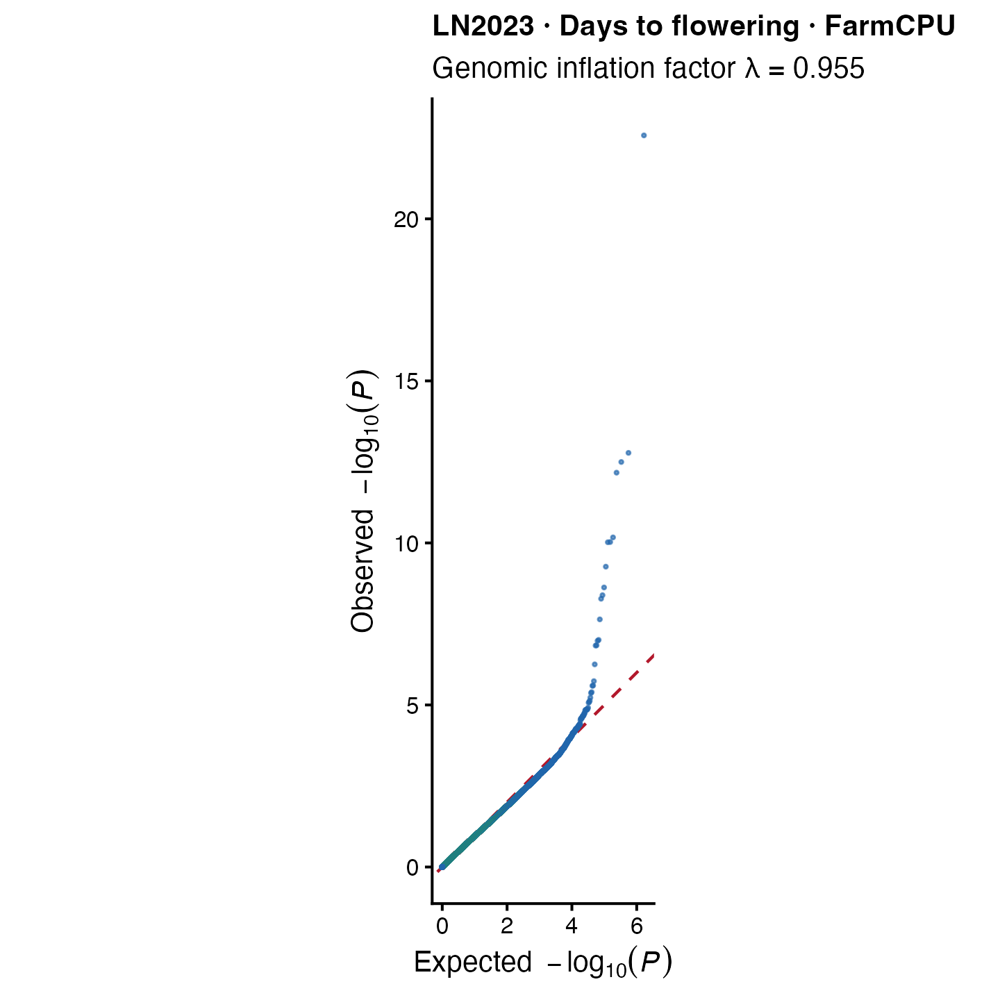 LN2023 · Days to flowering · FarmCPU
Genomic inflation factor λ = 0.955
Observed −log10(P)
20
15
10
5
0
0 2 4 6
Expected −log10(P)